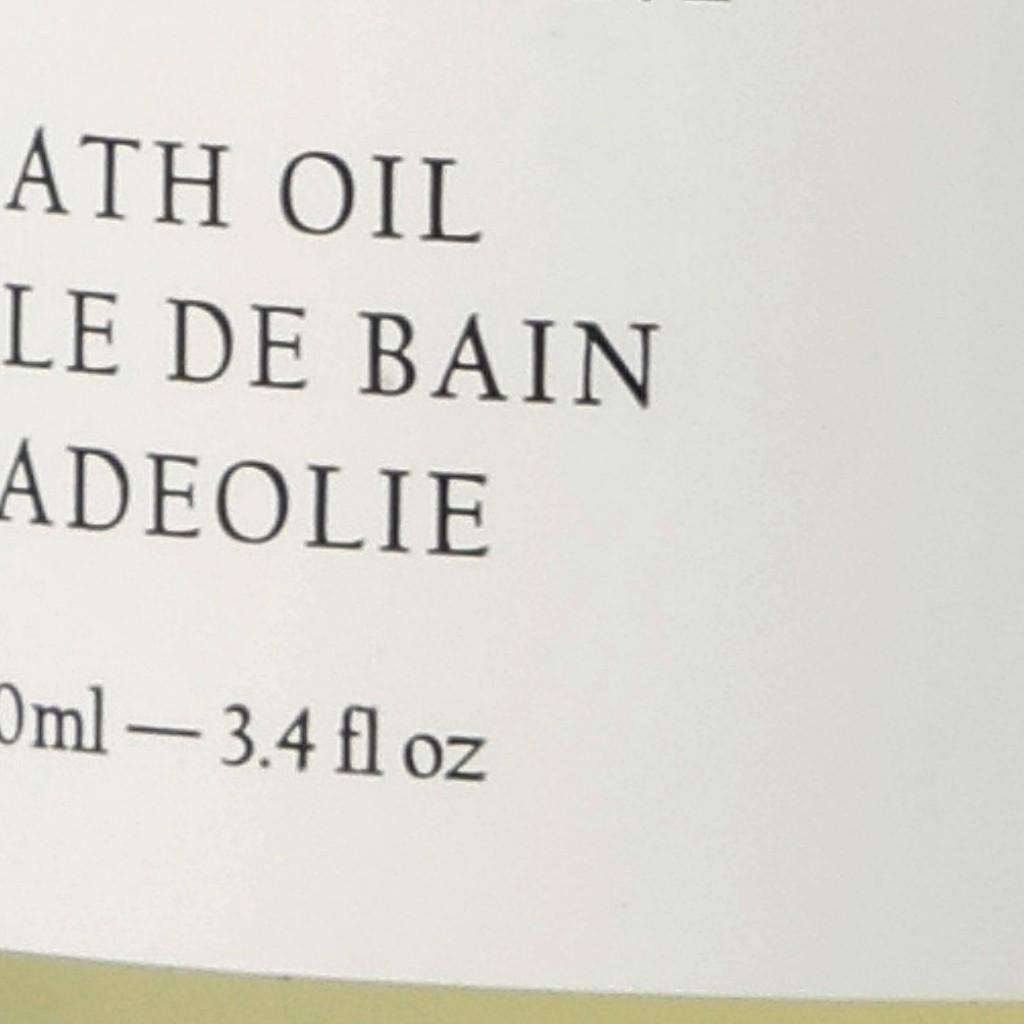 ATH OIL
LE DE BAIN
ADEOLIE
0ml — 3.4 fl oz